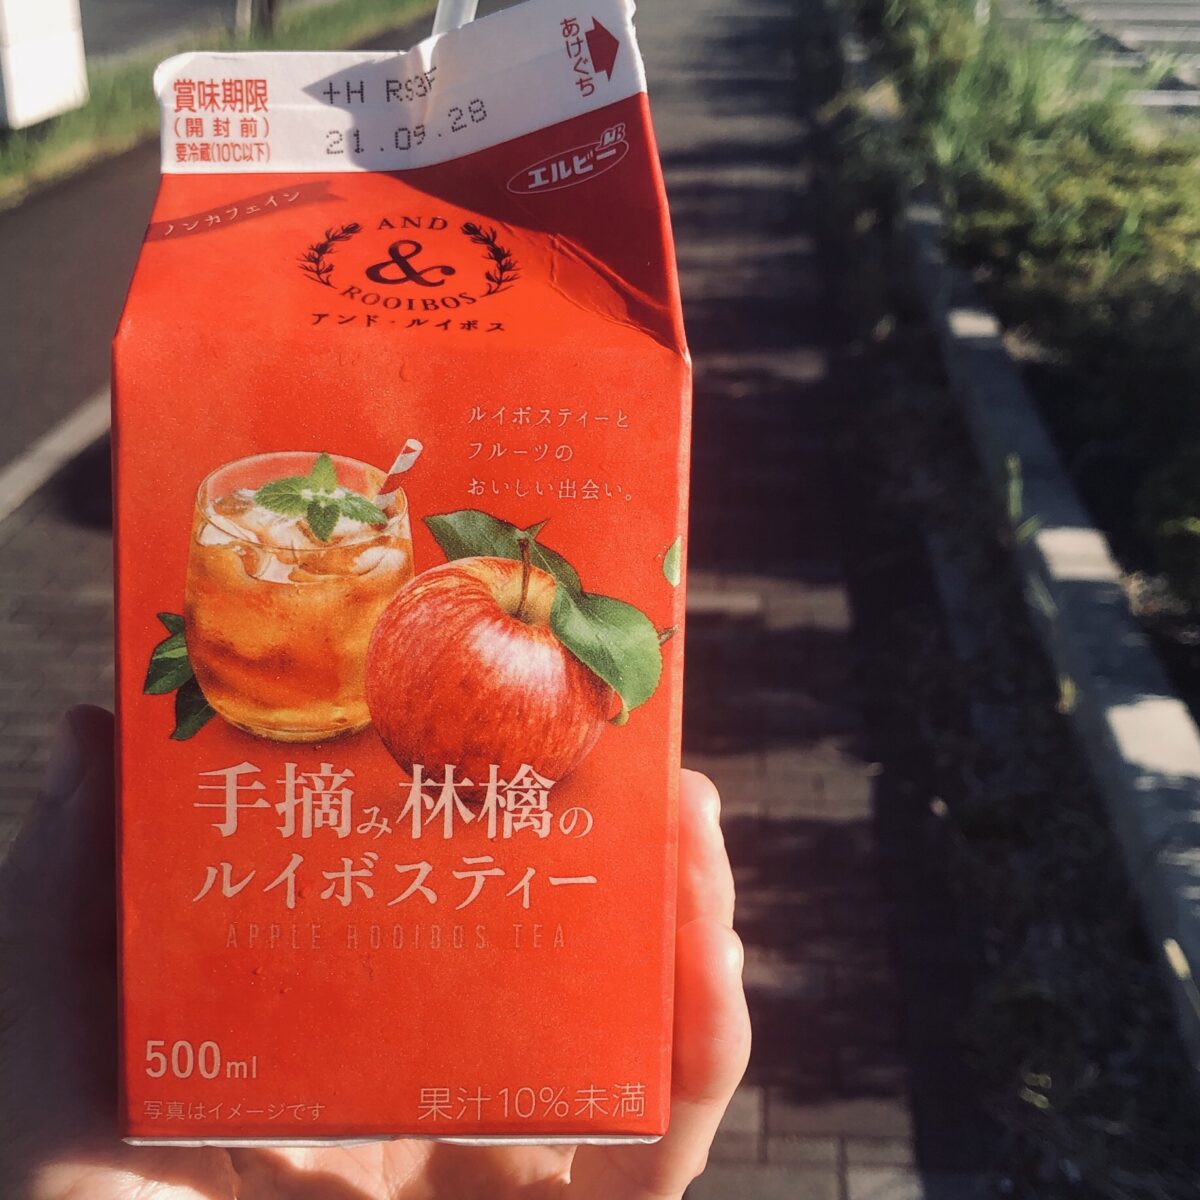 あけぐち
賞味期限
(開封前)
要冷蔵(10℃以下)
+H RS3F
21.09.28
LB
エルビー
ノンカフェイン
AND
&
ROOIBOS
アンド・ルイボス
ルイボスティーと
フルーツの
おいしい出会い。
手摘み林檎の
ルイボスティー
APPLE ROOIBOS TEA
500ml
写真はイメージです
果汁10%未満